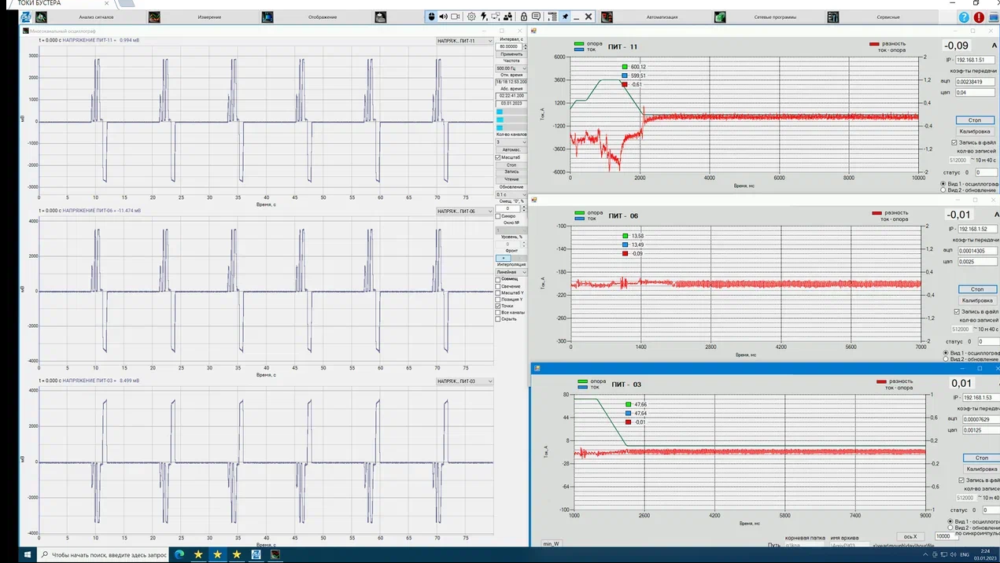 ТОКИ БУСТЕРА
Анализ сигналов
Измерение
Отображение
Автоматизация
Сетевые программы
Сервисные
Многоканальный осциллограф
t = 0.000 c НАПРЯЖЕНИЕ ПИТ-11 = 0.994 мВ
НАПРЯЖ...ПИТ-11
3000
2000
1000
0
-1000
-2000
-3000
мВ
0 5 10 15 20 25 30 35 40 45 50 55 60 65 70 75
Время, с
t = 0.000 c НАПРЯЖЕНИЕ ПИТ-06 = -11.474 мВ
НАПРЯЖ...ПИТ-06
4000
2000
0
-2000
-4000
мВ
0 5 10 15 20 25 30 35 40 45 50 55 60 65 70 75
Время, с
t = 0.000 c НАПРЯЖЕНИЕ ПИТ-03 = 8.499 мВ
НАПРЯЖ...ПИТ-03
4000
2000
0
-2000
-4000
мВ
0 5 10 15 20 25 30 35 40 45 50 55 60 65 70 75
Время, с
Интервал, с
80.00000
Применить
Частота
500.00 Гц
Отн. время
18/18:12:53.200
Абс. время
02:22:41.200
03.01.2023
Кол-во каналов
3
Автомас.
Масштаб
Стоп
Запись
Чтение
Обновление
0.1 с
Смещ. "0", %
0
Синхро
Окно №
1
Уровень, %
0
Фронт
+
Интерполяция
Линейная
Совмещ
Свечение
Масштаб Y
Позиция Y
Точки
Все каналы
Скрыть
опора
ток
ПИТ - 11
разность
ток - опора
-0,09 А
IP - 192.168.1.51
коэф-ты передачи
ацп 0,00238419
цап 0,04
600,12
599,51
-0,61
6000
3600
1200
-1200
-3600
-6000
Ток, А
2
1,2
0,4
-0,4
-1,2
-2
0 2000 4000 6000 8000 10000
Время, мс
Стоп
Калибровка
Запись в файл
кол-во записей
512000 ~ 10 м 40 с
статус 0 0
Вид 1 - осциллограф
Вид 2 - обновление
опора
ток
ПИТ - 06
разность
ток - опора
-0,01 А
IP - 192.168.1.52
коэф-ты передачи
ацп 0,00014305
цап 0,0025
13,58
13,49
-0,09
-100
-140
-180
-220
-260
-300
Ток, А
2
1,2
0,4
-0,4
-1,2
-2
0 1400 2800 4200 5600 7000
Время, мс
Стоп
Калибровка
Запись в файл
кол-во записей
512000 ~ 10 м 40 с
статус 0 0
Вид 1 - осциллограф
Вид 2 - обновление
опора
ток
ПИТ - 03
разность
ток - опора
0,01
IP - 192.168.1.53
коэф-ты передач
ацп 0.00007629
цап 0.00125
47,66
47,64
-0,01
80
44
8
-28
-64
-100
Ток, А
1
0,6
0,2
-0,2
-0,6
-1
1000 2600 4200 5800 7400 9000
Время, мс
Стоп
Калибровка
Запись в фай
кол-во записе
512000 ~ 10 м 40
статус 0 0
Вид 1 - осциллогр
Вид 2 - обновление
по синхроимпульс
min_W
корневая папка имя архива
ось X 10000
Путь
Чтобы начать поиск, введите здесь запрос
ENG
2:24
03.01.2023